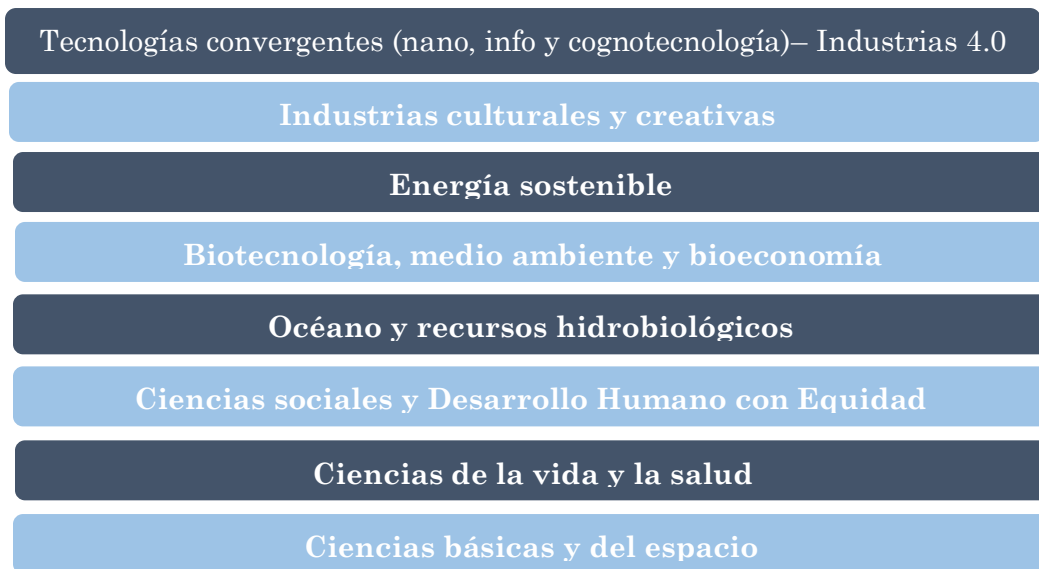 Tecnologías convergentes (nano, info y cognotecnología)– Industrias 4.0
Industrias culturales y creativas
Energía sostenible
Biotecnología, medio ambiente y bioeconomía
Océano y recursos hidrobiológicos
Ciencias sociales y Desarrollo Humano con Equidad
Ciencias de la vida y la salud
Ciencias básicas y del espacio